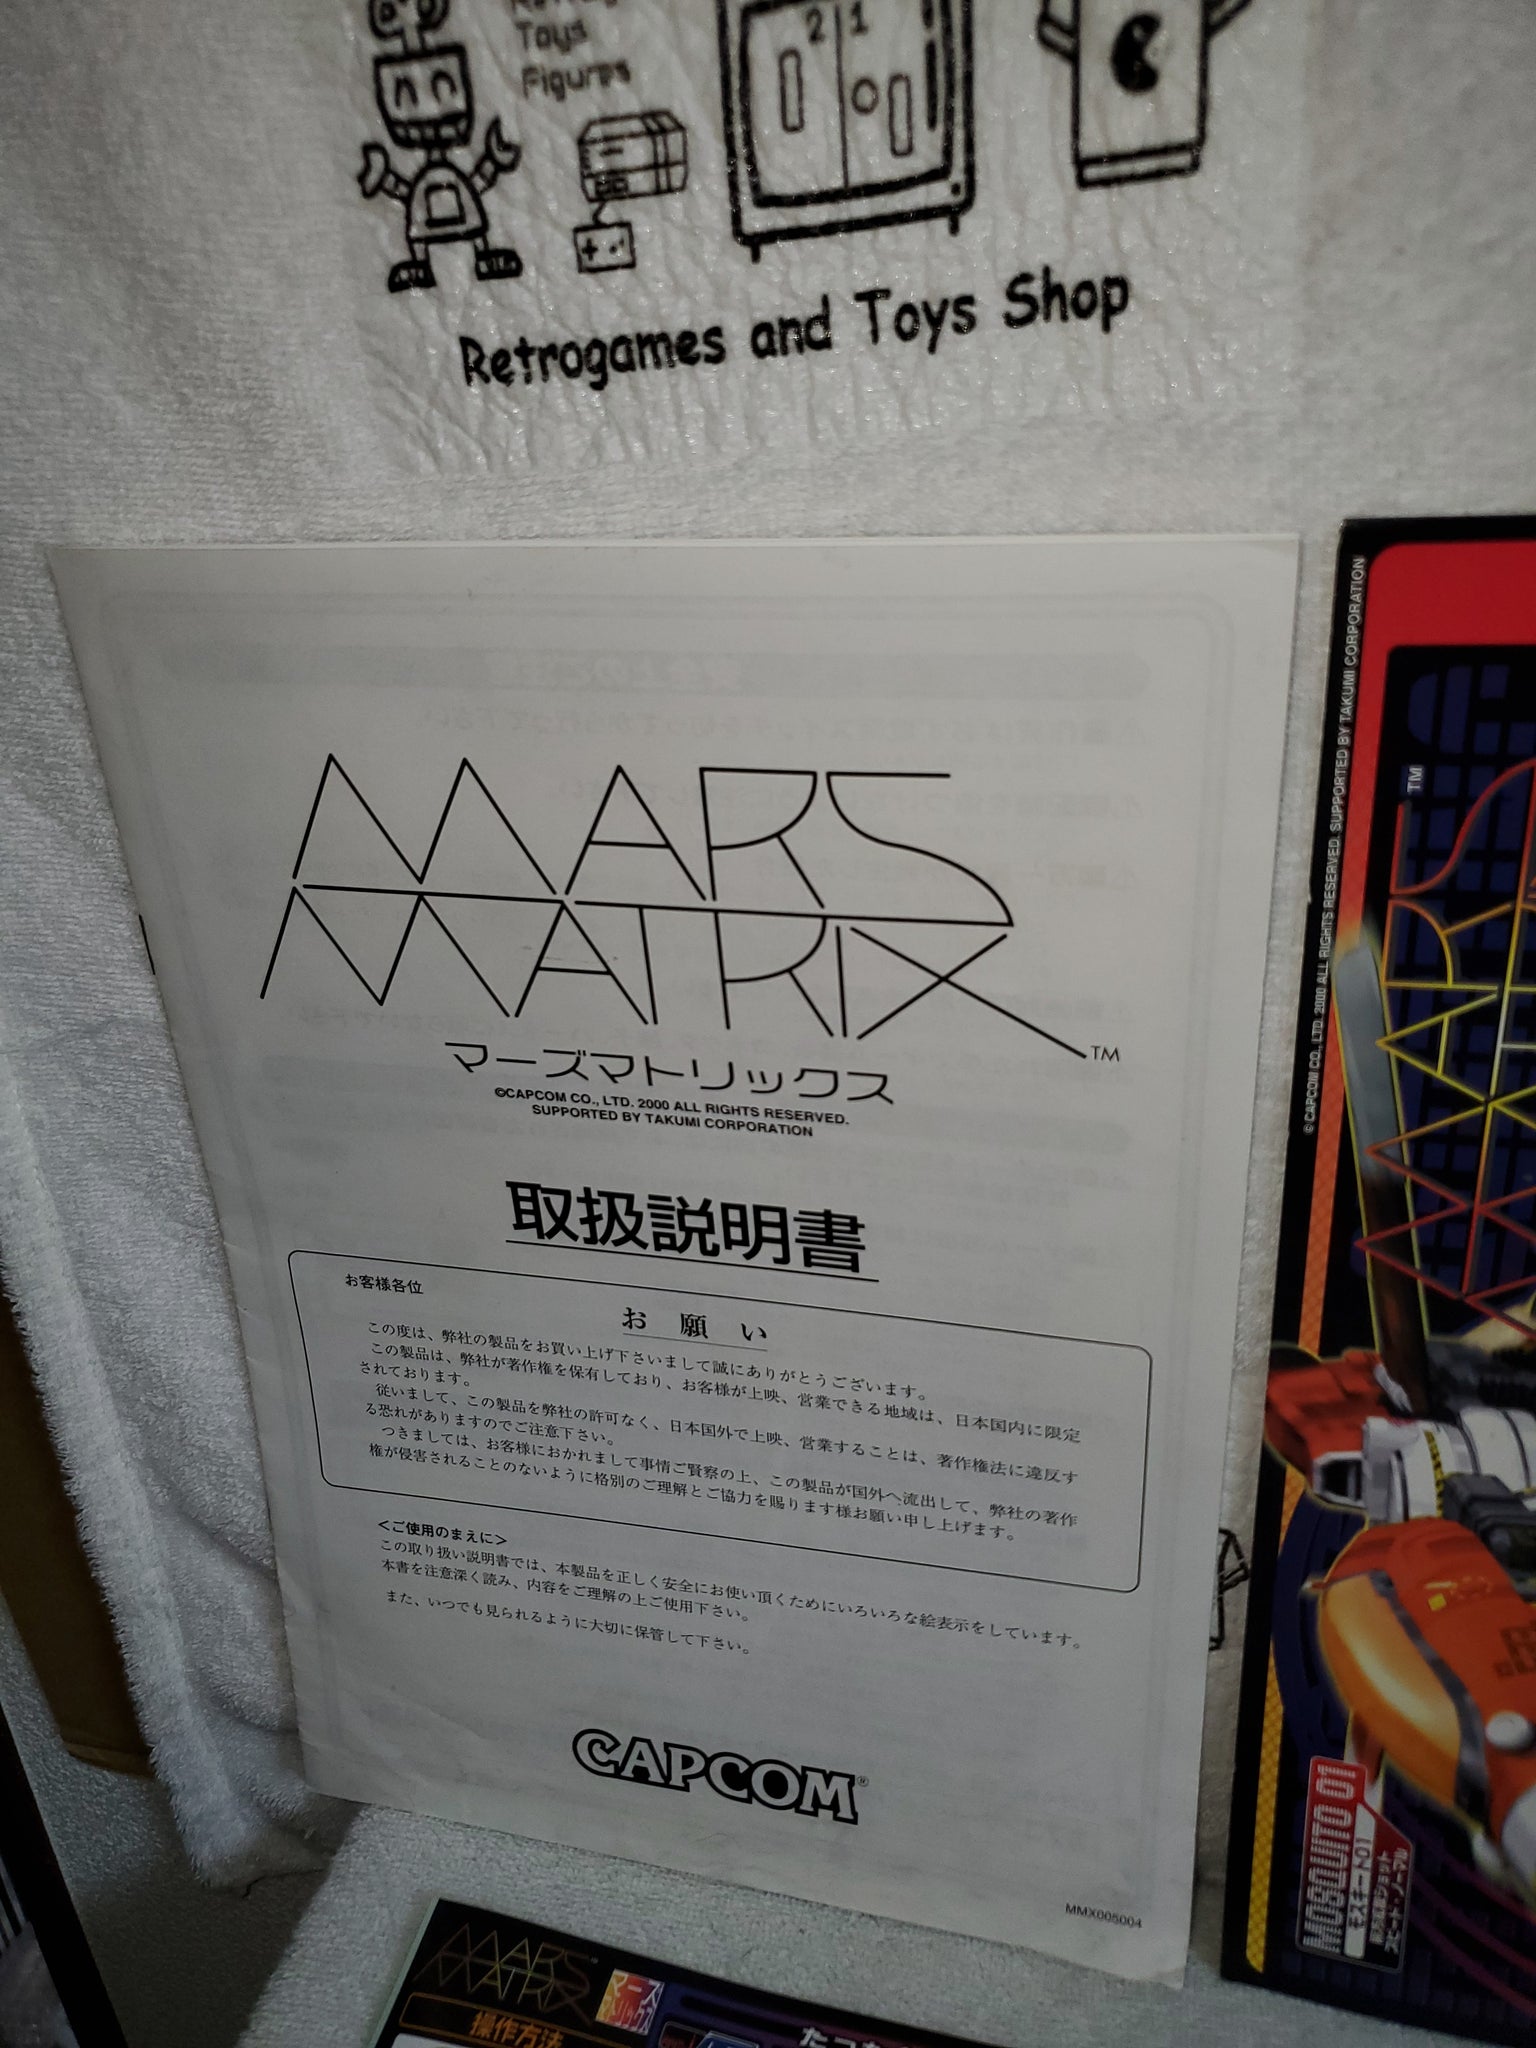 Toys
Figures
2 1
Retrogames and Toys Shop
MARS
MATRIX™
マーズマトリックス
©CAPCOM CO., LTD. 2000 ALL RIGHTS RESERVED.
SUPPORTED BY TAKUMI CORPORATION
取扱説明書
お客様各位
お願い
この度は、弊社の製品をお買い上げ下さいまして誠にありがとうございます。
この製品は、弊社が著作権を保有しており、お客様が上映、営業できる地域は、日本国内に限定
されております。
従いまして、この製品を弊社の許可なく、日本国外で上映、営業することは、著作権法に違反す
る恐れがありますのでご注意下さい。
つきましては、お客様におかれまして事情ご賢察の上、この製品が国外へ流出して、弊社の著作
権が侵害されることのないように格別のご理解とご協力を賜ります様お願い申し上げます。
＜ご使用のまえに＞
この取り扱い説明書では、本製品を正しく安全にお使い頂くためにいろいろな絵表示をしています。
本書を注意深く読み、内容をご理解の上ご使用下さい。
また、いつでも見られるように大切に保管して下さい。
CAPCOM®
MMX005004
© CAPCOM CO., LTD. 2000 ALL RIGHTS RESERVED. SUPPORTED BY TAKUMI CORPORATION
TM
MOSQUITO 01
モスキート01
スピード・ノーマル
MARS
MATRIX
マーズ
マトリックス
操作方法